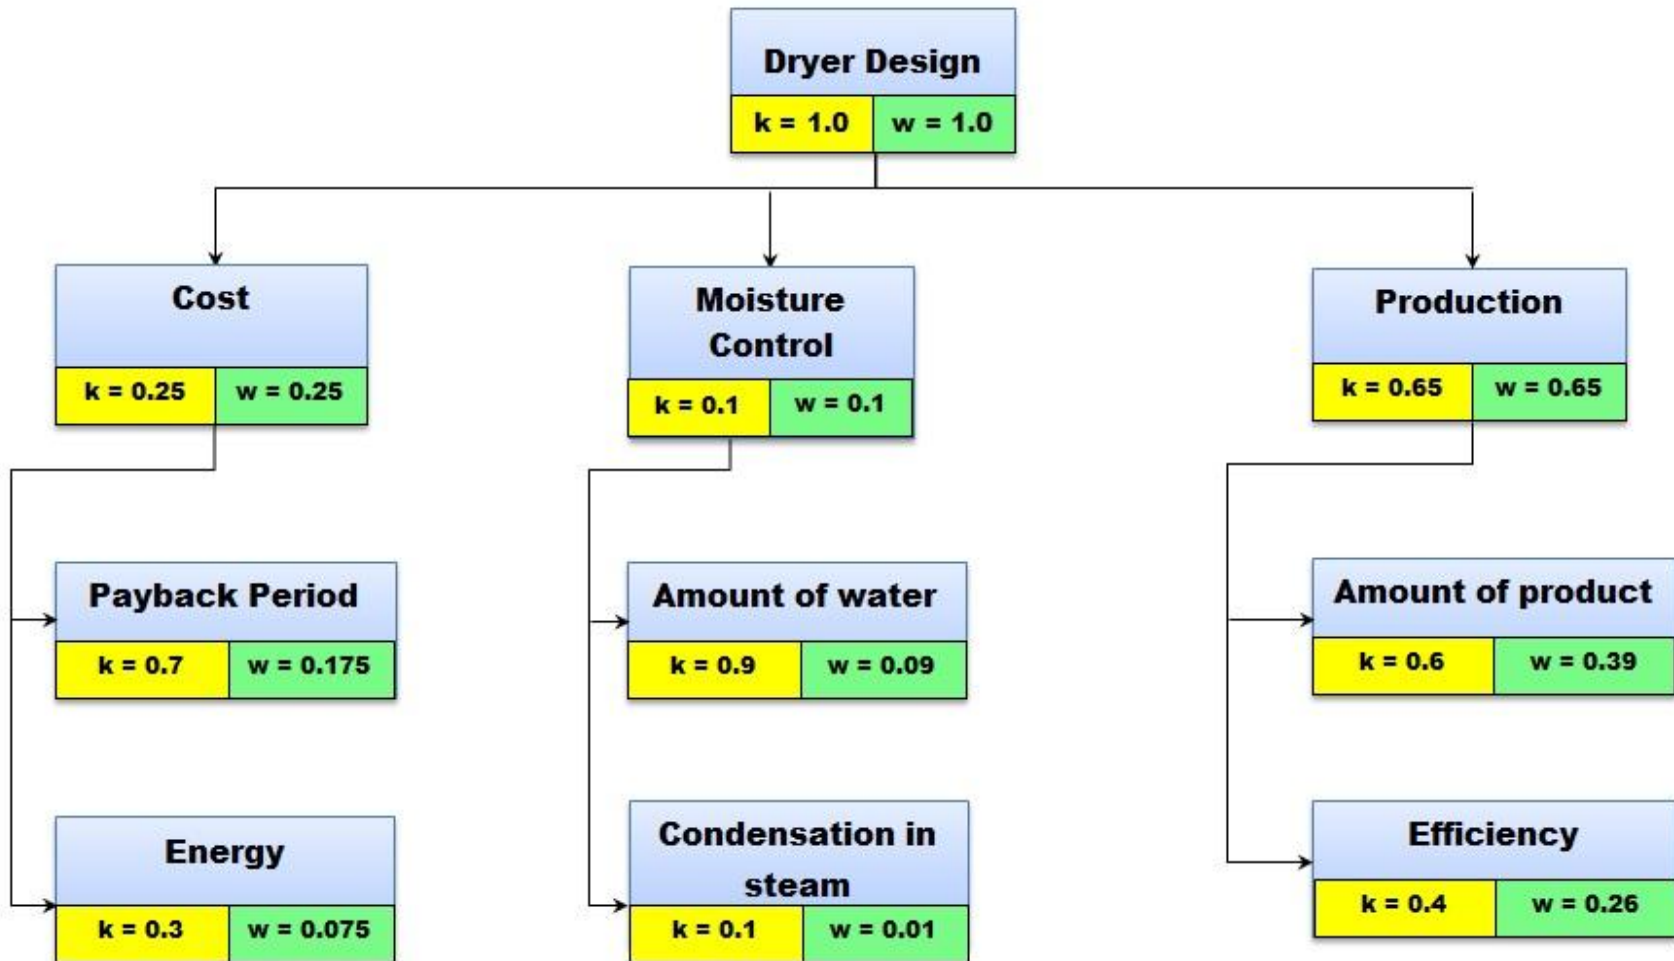 Dryer Design
k = 1.0 w = 1.0
Cost
k = 0.25 w = 0.25
Moisture
Control
k = 0.1 w = 0.1
Production
k = 0.65 w = 0.65
Payback Period
k = 0.7 w = 0.175
Amount of water
k = 0.9 w = 0.09
Amount of product
k = 0.6 w = 0.39
Energy
k = 0.3 w = 0.075
Condensation in
steam
k = 0.1 w = 0.01
Efficiency
k = 0.4 w = 0.26